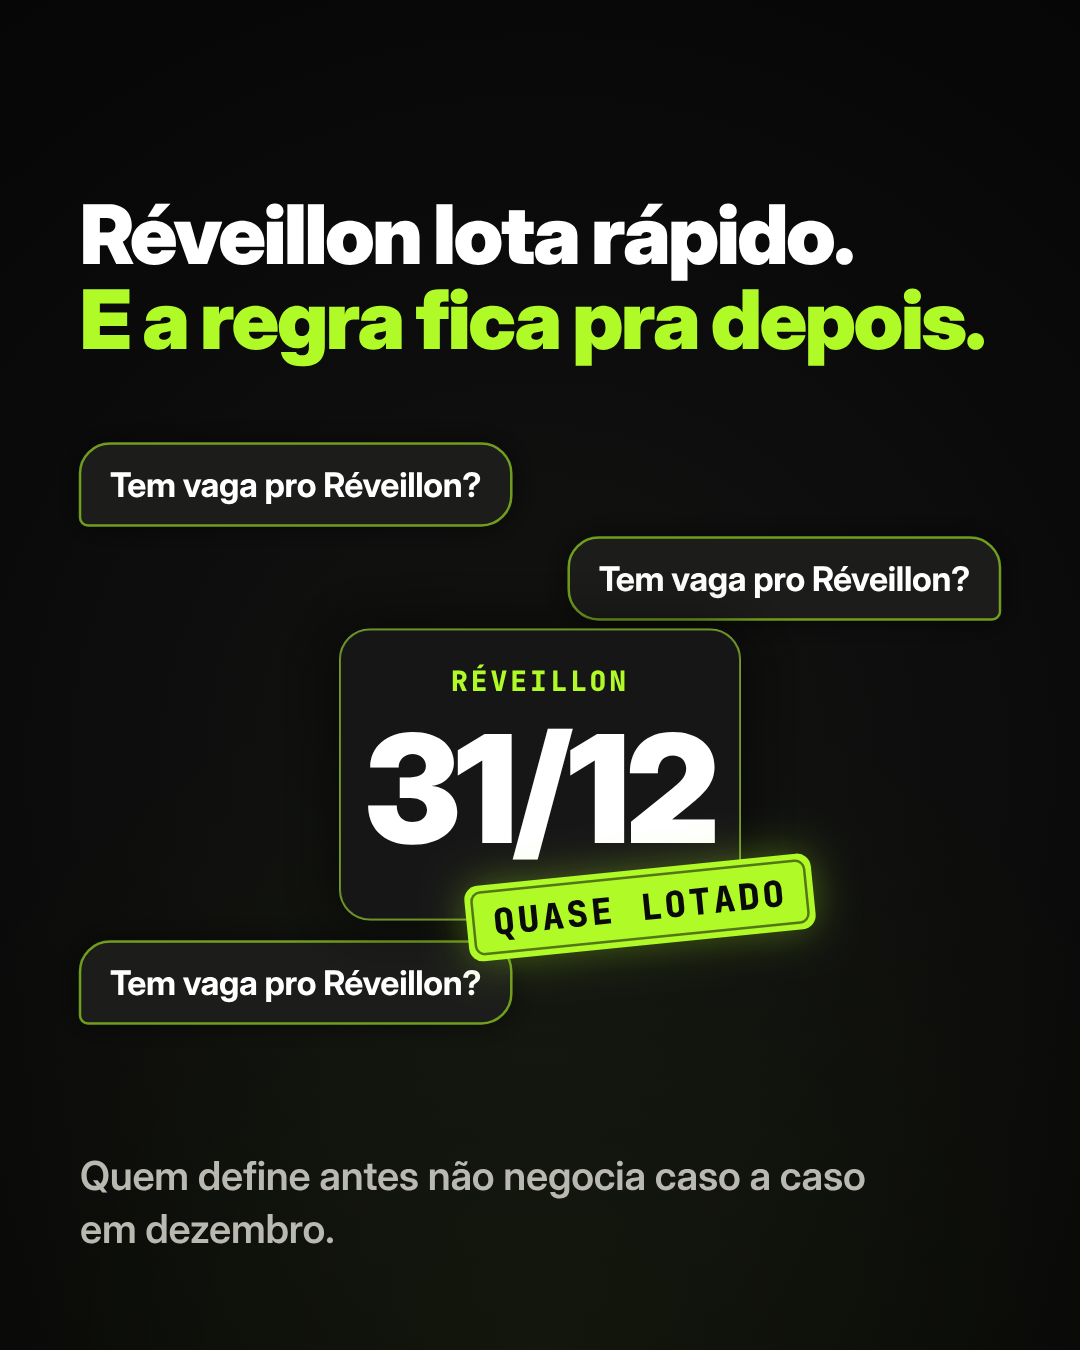 Réveillon lota rápido.
E a regra fica pra depois.
Tem vaga pro Réveillon?
Tem vaga pro Réveillon?
RÉVEILLON
31/12
QUASE LOTADO
Tem vaga pro Réveillon?
Quem define antes não negocia caso a caso
em dezembro.